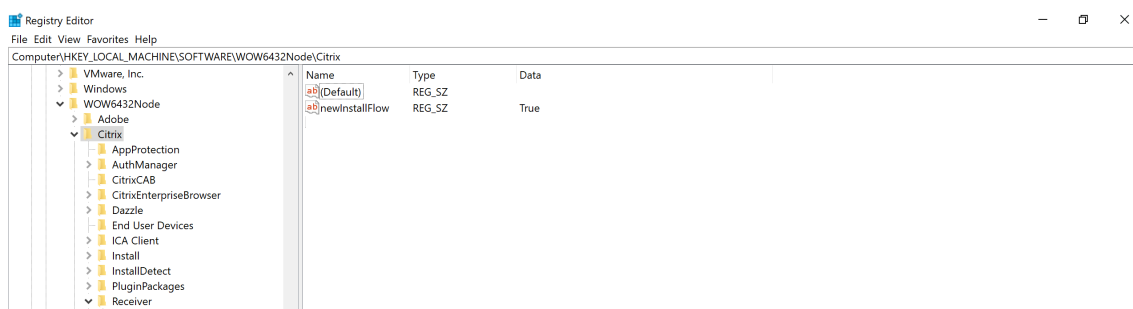 Registry Editor
File Edit View Favorites Help
Computer\HKEY_LOCAL_MACHINE\SOFTWARE\WOW6432Node\Citrix
VMware, Inc.
Windows
WOW6432Node
Adobe
Citrix
AppProtection
AuthManager
CitrixCAB
CitrixEnterpriseBrowser
Dazzle
End User Devices
ICA Client
Install
InstallDetect
PluginPackages
Receiver
Name Type Data
ab (Default) REG_SZ
ab newInstallFlow REG_SZ True